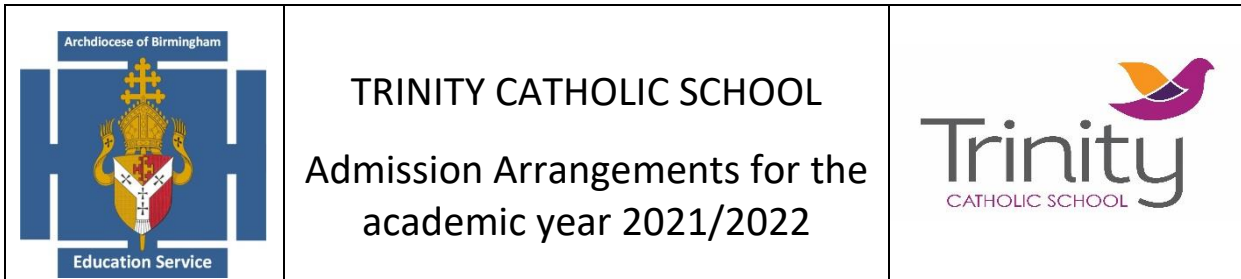 Archdiocese of Birmingham
Education Service
TRINITY CATHOLIC SCHOOL
Admission Arrangements for the
academic year 2021/2022
Trinity
CATHOLIC SCHOOL